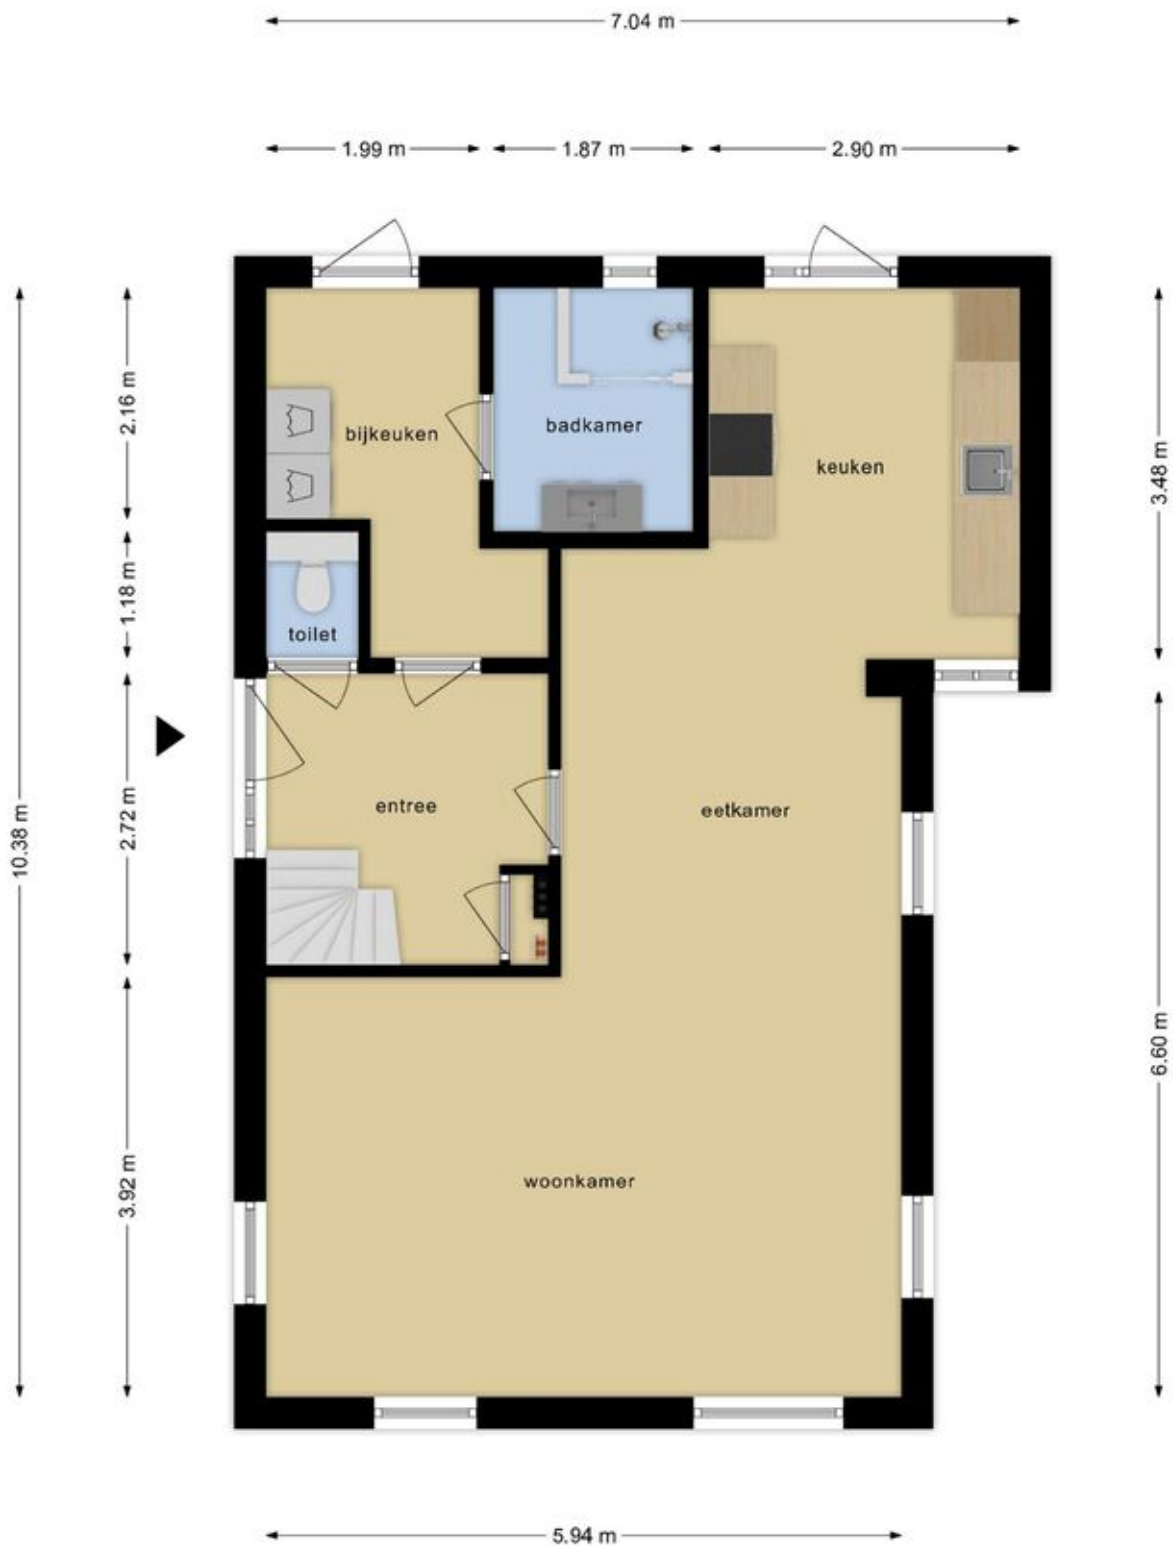 7.04 m
1.99 m
1.87 m
2.90 m
2.16 m
bijkeuken
badkamer
keuken
3.48 m
1.18 m
toilet
10.38 m
2.72 m
entree
eetkamer
6.60 m
3.92 m
woonkamer
5.94 m